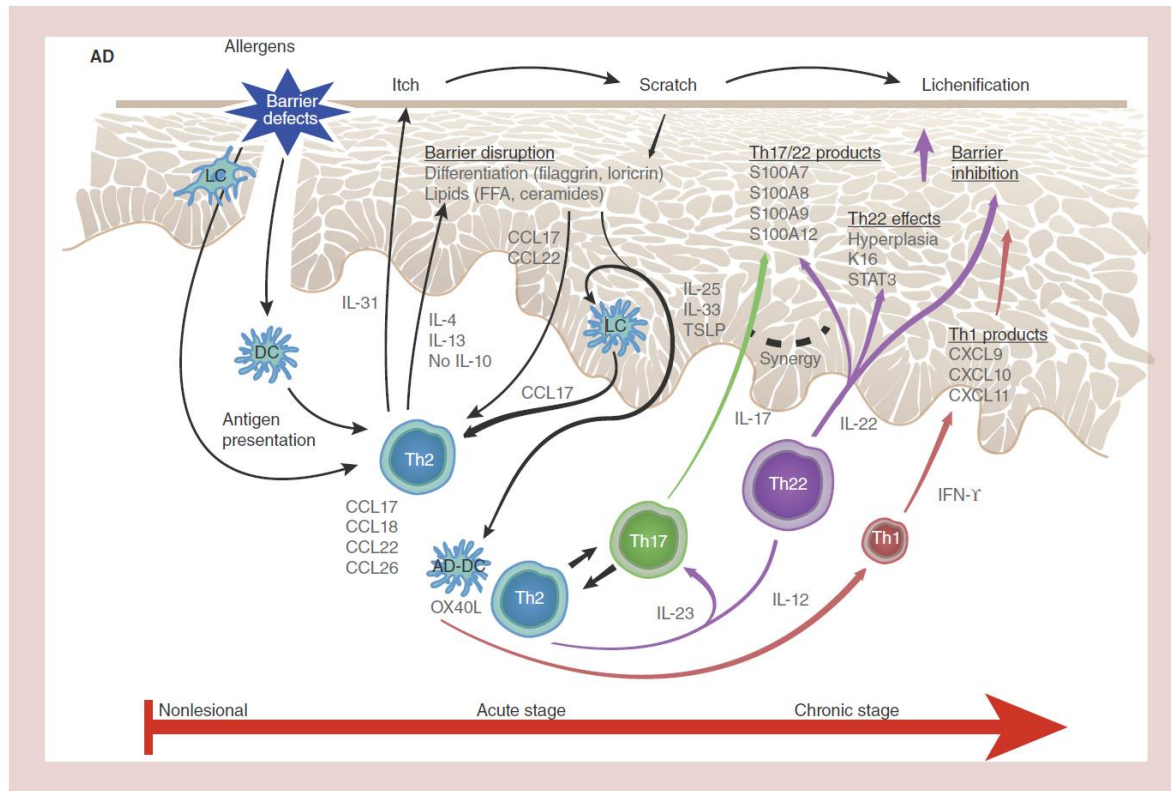 AD
Allergens
Barrier
defects
Itch
Scratch
Lichenification
LC
Barrier disruption
Differentiation (filaggrin, loricrin)
Lipids (FFA, ceramides)
Th17/22 products
S100A7
S100A8
S100A9
S100A12
Barrier
inhibition
Th22 effects
Hyperplasia
K16
STAT3
CCL17
CCL22
IL-31
IL-4
IL-13
No IL-10
LC
IL-25
IL-33
TSLP
Synergy
Th1 products
CXCL9
CXCL10
CXCL11
DC
CCL17
IL-17
IL-22
Antigen
presentation
Th2
Th22
IFN-ϒ
CCL17
CCL18
CCL22
CCL26
AD-DC
OX40L
Th2
Th17
Th1
IL-23
IL-12
Nonlesional
Acute stage
Chronic stage